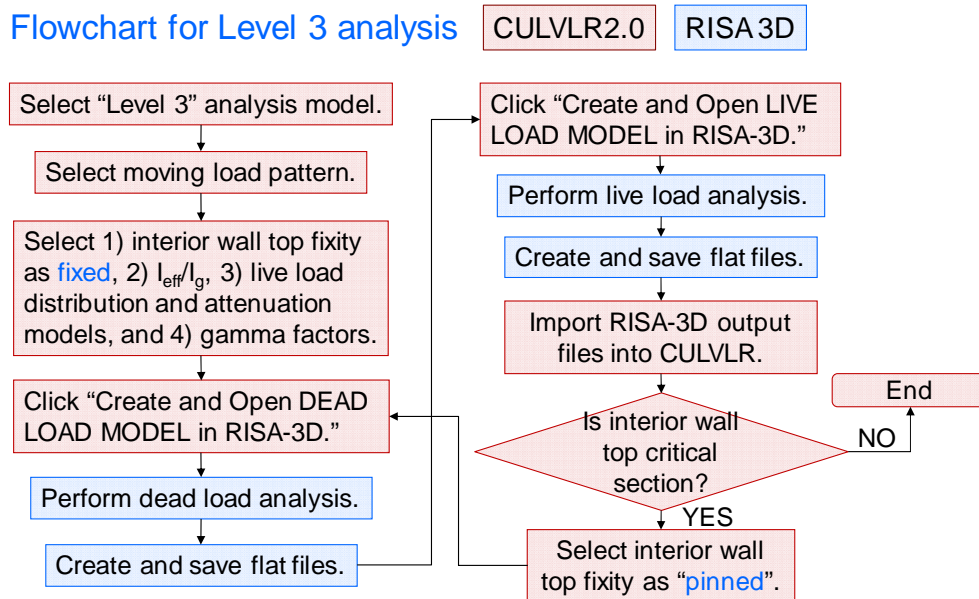 Flowchart for Level 3 analysis
CULVLR2.0
RISA 3D
Select “Level 3” analysis model.
Select moving load pattern.
Select 1) interior wall top fixity
as fixed, 2) Ieff/Ig, 3) live load
distribution and attenuation
models, and 4) gamma factors.
Click “Create and Open DEAD
LOAD MODEL in RISA-3D.”
Perform dead load analysis.
Create and save flat files.
Click “Create and Open LIVE
LOAD MODEL in RISA-3D.”
Perform live load analysis.
Create and save flat files.
Import RISA-3D output
files into CULVLR.
Is interior wall
top critical
section?
NO
End
YES
Select interior wall
top fixity as “pinned”.